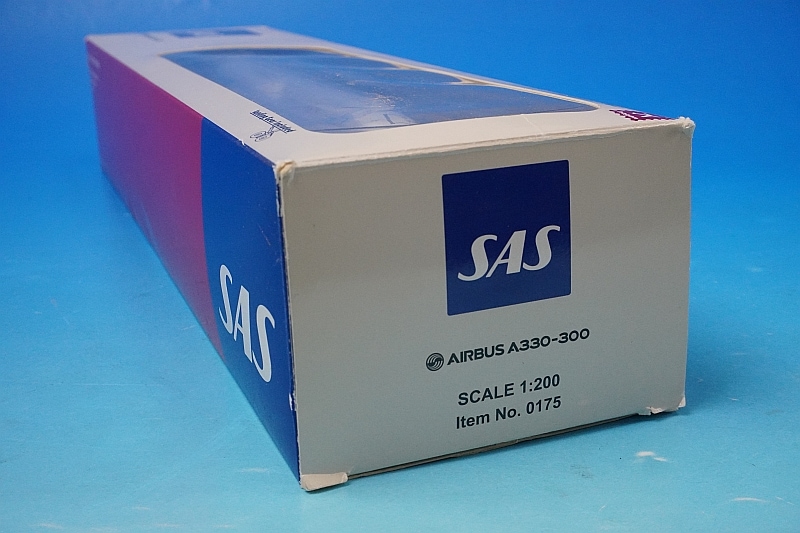 SAS
AIRBUS A330-300
SCALE 1:200
Item No. 0175
SAS